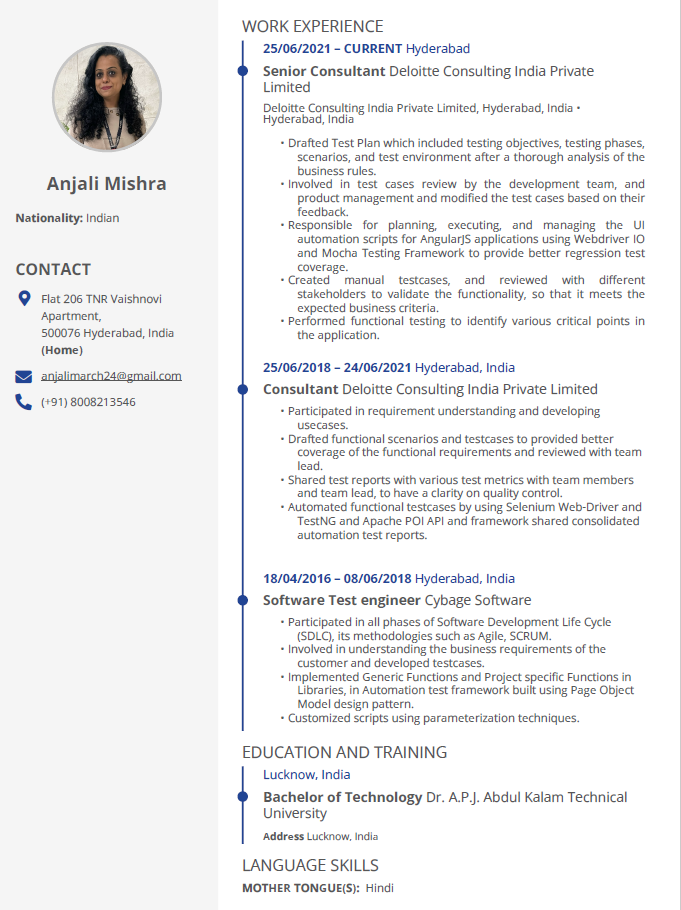 Anjali Mishra
Nationality: Indian
CONTACT
Flat 206 TNR Vaishnovi
Apartment,
500076 Hyderabad, India
(Home)
anjalimarch24@gmail.com
(+91) 8008213546
WORK EXPERIENCE
25/06/2021 – CURRENT Hyderabad
Senior Consultant Deloitte Consulting India Private
Limited
Deloitte Consulting India Private Limited, Hyderabad, India •
Hyderabad, India
• Drafted Test Plan which included testing objectives, testing phases,
scenarios, and test environment after a thorough analysis of the
business rules.
• Involved in test cases review by the development team, and
product management and modified the test cases based on their
feedback.
• Responsible for planning, executing, and managing the UI
automation scripts for AngularJS applications using Webdriver IO
and Mocha Testing Framework to provide better regression test
coverage.
• Created manual testcases, and reviewed with different
stakeholders to validate the functionality, so that it meets the
expected business criteria.
• Performed functional testing to identify various critical points in
the application.
25/06/2018 – 24/06/2021 Hyderabad, India
Consultant Deloitte Consulting India Private Limited
• Participated in requirement understanding and developing
usecases.
• Drafted functional scenarios and testcases to provided better
coverage of the functional requirements and reviewed with team
lead.
• Shared test reports with various test metrics with team members
and team lead, to have a clarity on quality control.
• Automated functional testcases by using Selenium Web-Driver and
TestNG and Apache POI API and framework shared consolidated
automation test reports.
18/04/2016 – 08/06/2018 Hyderabad, India
Software Test engineer Cybage Software
• Participated in all phases of Software Development Life Cycle
(SDLC), its methodologies such as Agile, SCRUM.
• Involved in understanding the business requirements of the
customer and developed testcases.
• Implemented Generic Functions and Project specific Functions in
Libraries, in Automation test framework built using Page Object
Model design pattern.
• Customized scripts using parameterization techniques.
EDUCATION AND TRAINING
Lucknow, India
Bachelor of Technology Dr. A.P.J. Abdul Kalam Technical
University
Address Lucknow, India
LANGUAGE SKILLS
MOTHER TONGUE(S): Hindi